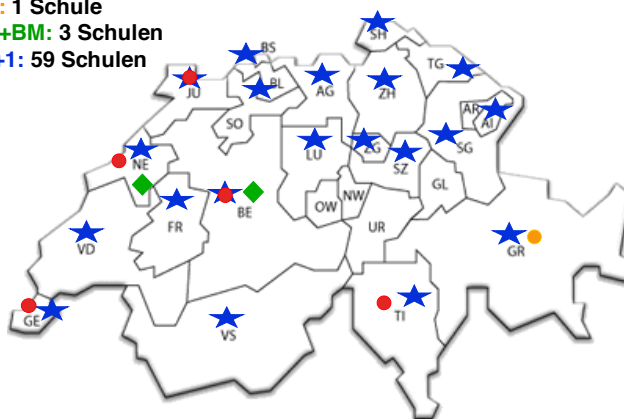 : 1 Schule
+BM: 3 Schulen
+1: 59 Schulen
SH
BS
TG
JU
BL
AG
ZH
AR
AI
SO
NE
LU
ZG
SZ
SG
GL
FR
BE
OW
NW
UR
VD
GR
GE
VS
TI